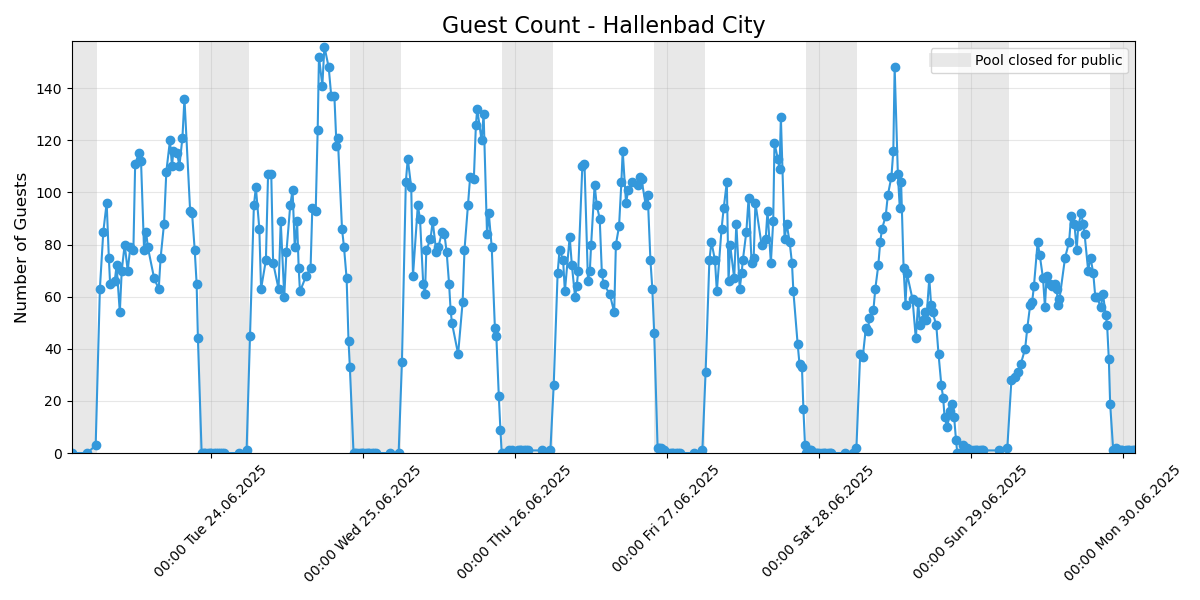 Guest Count - Hallenbad City
Pool closed for public
Number of Guests
140
120
100
80
60
40
20
0
00:00 Tue 24.06.2025
00:00 Wed 25.06.2025
00:00 Thu 26.06.2025
00:00 Fri 27.06.2025
00:00 Sat 28.06.2025
00:00 Sun 29.06.2025
00:00 Mon 30.06.2025